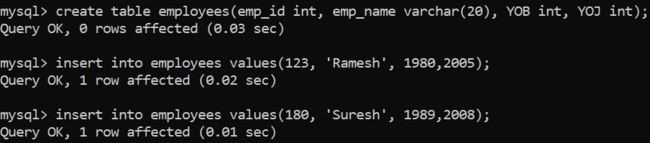 mysql> create table employees(emp_id int, emp_name varchar(20), YOB int, YOJ int);
Query OK, 0 rows affected (0.03 sec)
mysql> insert into employees values(123, 'Ramesh', 1980,2005);
Query OK, 1 row affected (0.02 sec)
mysql> insert into employees values(180, 'Suresh', 1989,2008);
Query OK, 1 row affected (0.01 sec)